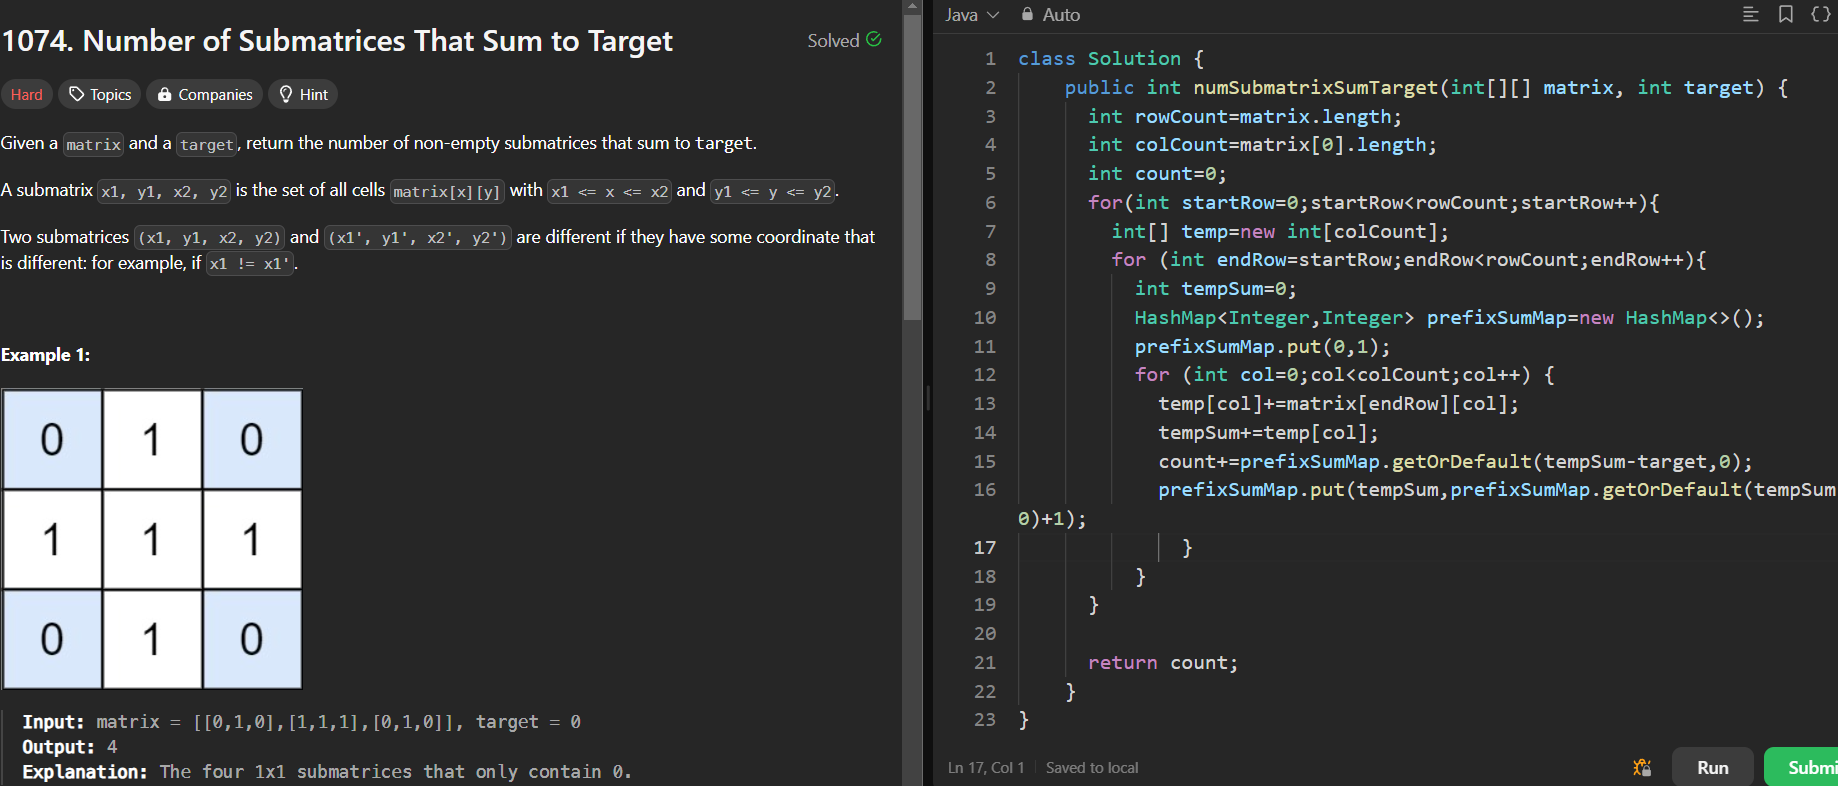 1074. Number of Submatrices That Sum to Target
Solved
Hard Topics Companies Hint
Given a matrix and a target, return the number of non-empty submatrices that sum to target.
A submatrix x1, y1, x2, y2 is the set of all cells matrix[x][y] with x1 <= x <= x2 and y1 <= y <= y2.
Two submatrices (x1, y1, x2, y2) and (x1', y1', x2', y2') are different if they have some coordinate that
is different: for example, if x1 != x1'.
Example 1:
0 1 0
1 1 1
0 1 0
Input: matrix = [[0,1,0],[1,1,1],[0,1,0]], target = 0
Output: 4
Explanation: The four 1x1 submatrices that only contain 0.
Java Auto
1 class Solution {
2 public int numSubmatrixSumTarget(int[][] matrix, int target) {
3 int rowCount=matrix.length;
4 int colCount=matrix[0].length;
5 int count=0;
6 for(int startRow=0;startRow<rowCount;startRow++){
7 int[] temp=new int[colCount];
8 for (int endRow=startRow;endRow<rowCount;endRow++){
9 int tempSum=0;
10 HashMap<Integer,Integer> prefixSumMap=new HashMap<>();
11 prefixSumMap.put(0,1);
12 for (int col=0;col<colCount;col++) {
13 temp[col]+=matrix[endRow][col];
14 tempSum+=temp[col];
15 count+=prefixSumMap.getOrDefault(tempSum-target,0);
16 prefixSumMap.put(tempSum,prefixSumMap.getOrDefault(tempSum
0)+1);
17 }
18 }
19 }
20
21 return count;
22 }
23 }
Ln 17, Col 1 Saved to local
Run
Submi